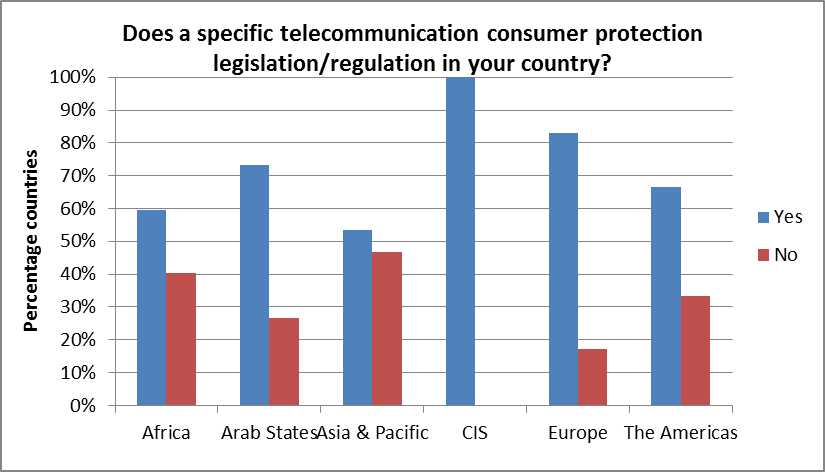 Does a specific telecommunication consumer protection
legislation/regulation in your country?
100%
90%
80%
70%
60%
50%
40%
30%
20%
10%
0%
Percentage countries
Africa
Arab States
Asia & Pacific
CIS
Europe
The Americas
Yes
No